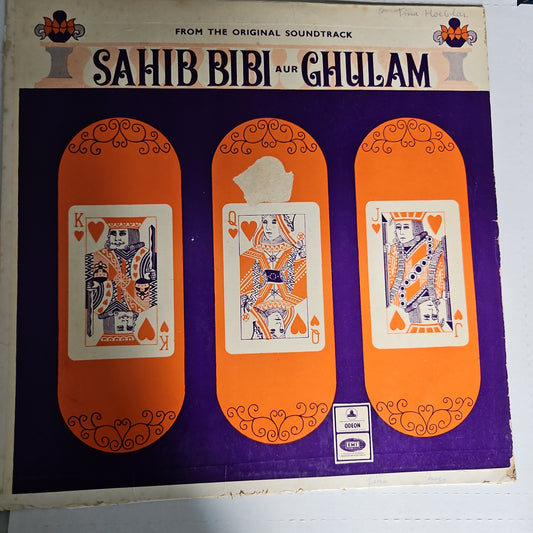 FROM THE ORIGINAL SOUNDTRACK
SAHIB BIBI AUR GHULAM
K Q J
K Q J
ODEON
EMI